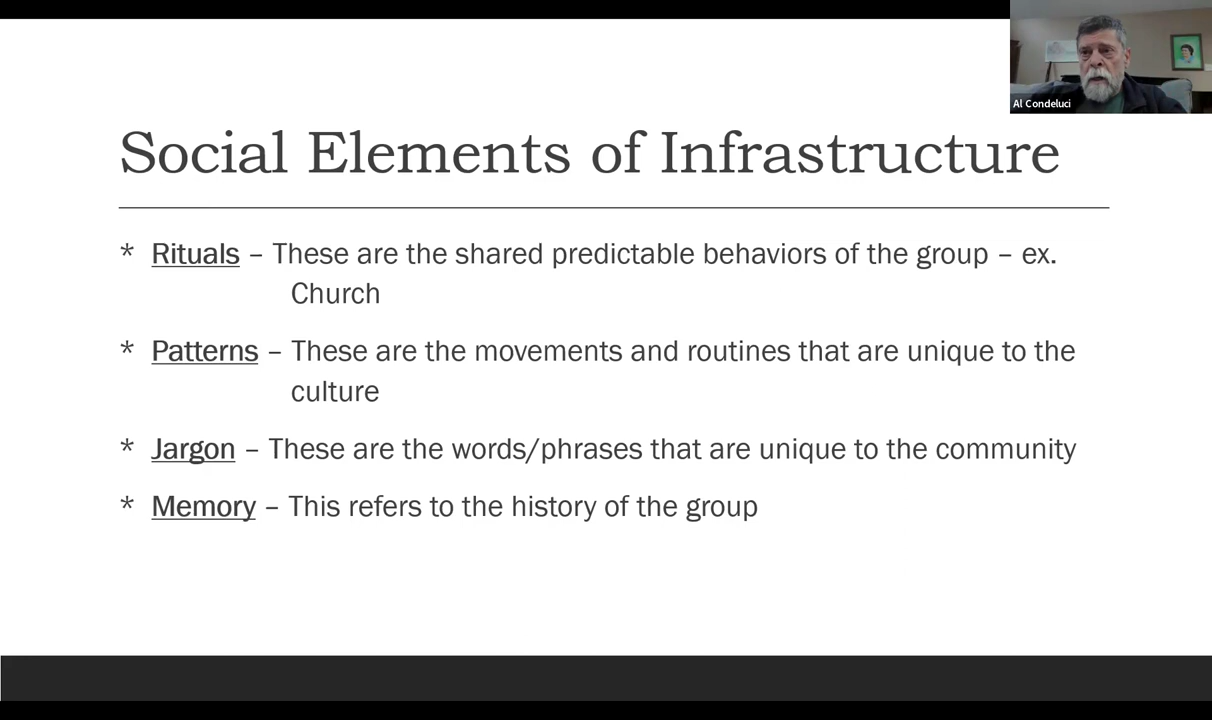 Al Condeluci
Social Elements of Infrastructure
* Rituals – These are the shared predictable behaviors of the group – ex.
Church
* Patterns – These are the movements and routines that are unique to the
culture
* Jargon – These are the words/phrases that are unique to the community
* Memory – This refers to the history of the group